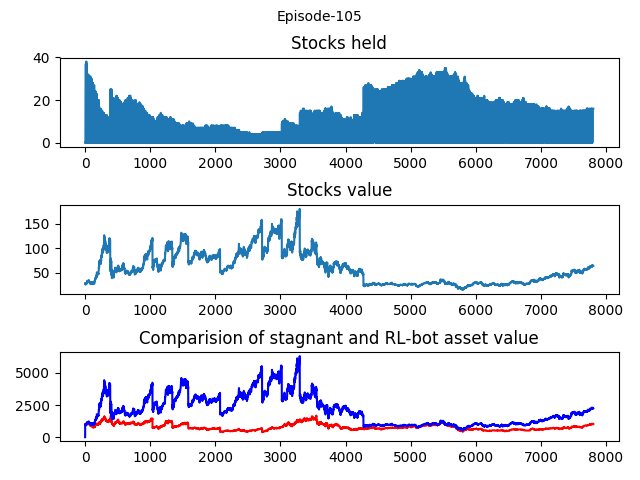 Episode-105
Stocks held
40
20
0
0 1000 2000 3000 4000 5000 6000 7000 8000
Stocks value
150
100
50
0 1000 2000 3000 4000 5000 6000 7000 8000
Comparision of stagnant and RL-bot asset value
5000
2500
0
0 1000 2000 3000 4000 5000 6000 7000 8000